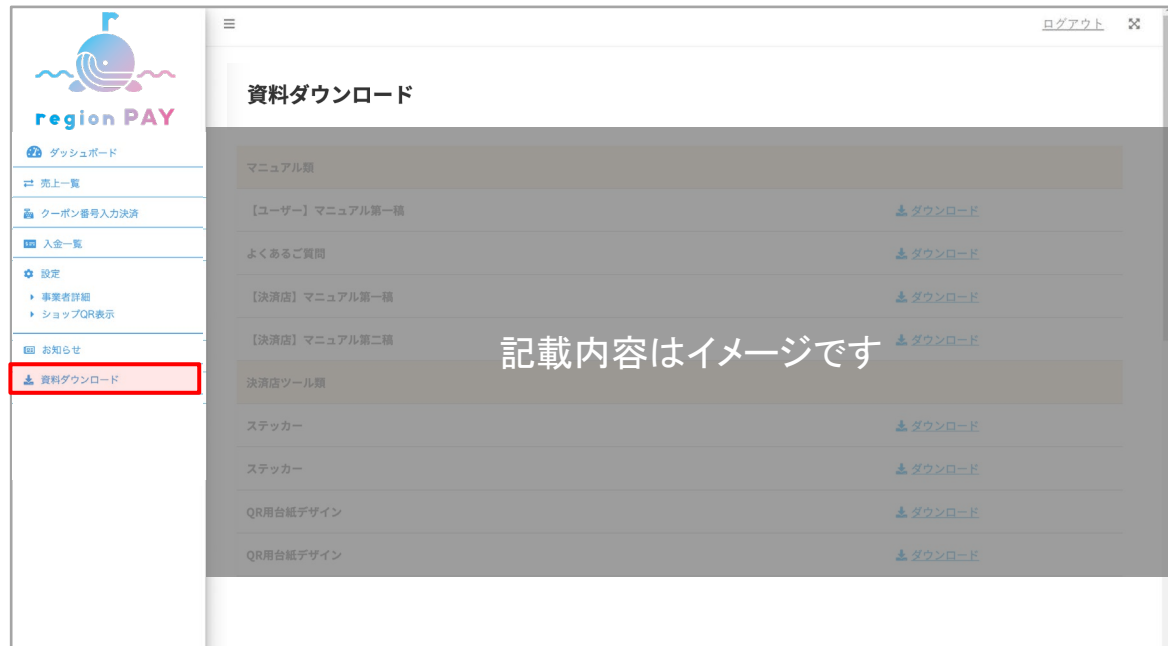 region PAY
ダッシュボード
売上一覧
クーポン番号入力決済
入金一覧
設定
事業者詳細
ショップQR表示
お知らせ
資料ダウンロード
ログアウト
資料ダウンロード
マニュアル類
【ユーザー】マニュアル第一稿 ダウンロード
よくあるご質問 ダウンロード
【決済店】マニュアル第一稿 ダウンロード
【決済店】マニュアル第二稿 ダウンロード
記載内容はイメージです
決済店ツール類
ステッカー ダウンロード
ステッカー ダウンロード
QR用台紙デザイン ダウンロード
QR用台紙デザイン ダウンロード